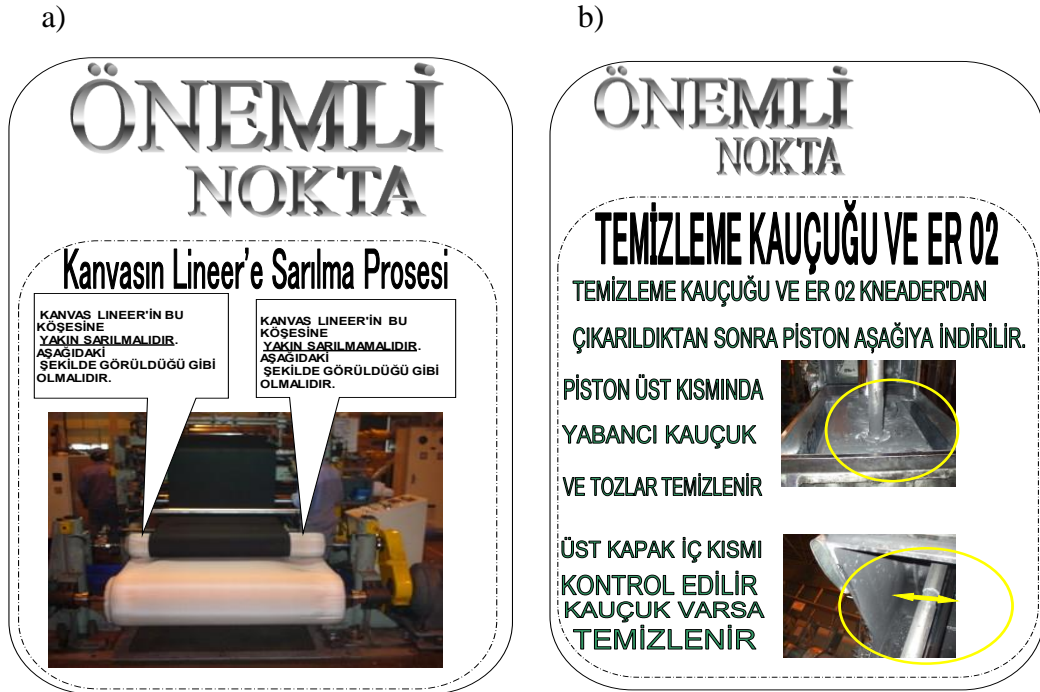 a)
ÖNEMLİ
NOKTA
Kanvasın Lineer'e Sarılma Prosesi
KANVAS LINEER'İN BU
KÖŞESİNE
YAKIN SARILMALIDIR.
AŞAĞIDAKİ
ŞEKİLDE GÖRÜLDÜĞÜ GİBİ
OLMALIDIR.
KANVAS LINEER'İN BU
KÖŞESİNE
YAKIN SARILMAMALIDIR.
AŞAĞIDAKİ
ŞEKİLDE GÖRÜLDÜĞÜ GİBİ
OLMALIDIR.
b)
ÖNEMLİ
NOKTA
TEMİZLEME KAUÇUĞU VE ER 02
TEMİZLEME KAUÇUĞU VE ER 02 KNEADER'DAN
ÇIKARILDIKTAN SONRA PİSTON AŞAĞIYA İNDİRİLİR.
PİSTON ÜST KISMINDA
YABANCI KAUÇUK
VE TOZLAR TEMİZLENİR
ÜST KAPAK İÇ KISMI
KONTROL EDİLİR
KAUÇUK VARSA
TEMİZLENİR